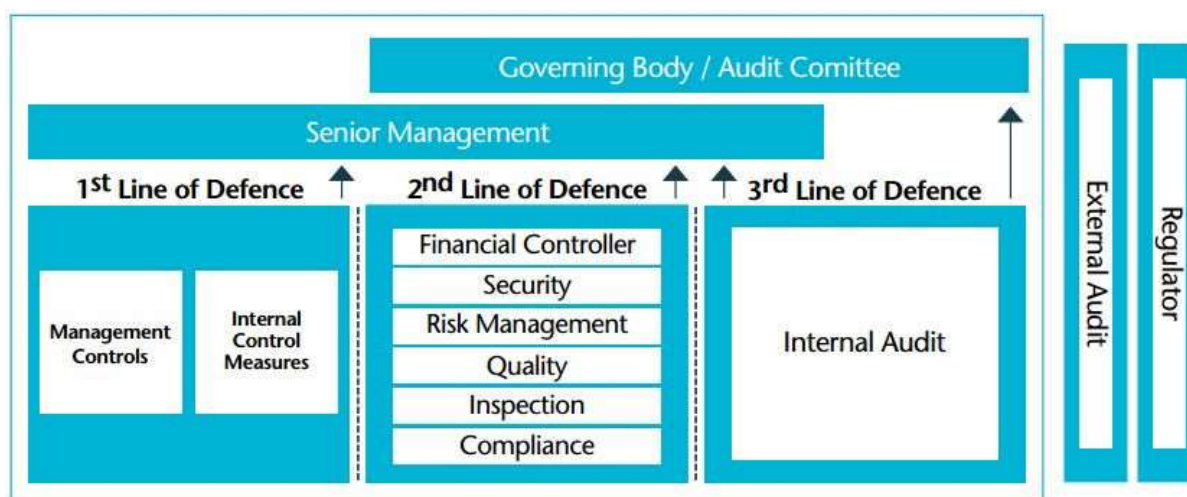 Governing Body / Audit Comittee
Senior Management
1st Line of Defence
2nd Line of Defence
3rd Line of Defence
Management
Controls
Internal
Control
Measures
Financial Controller
Security
Risk Management
Quality
Inspection
Compliance
Internal Audit
External Audit
Regulator